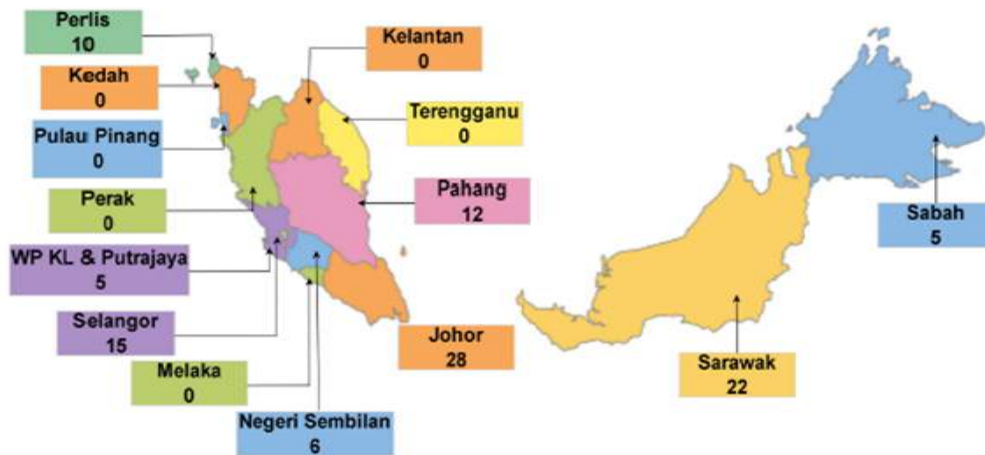 Perlis
10
Kedah
0
Pulau Pinang
0
Perak
0
WP KL & Putrajaya
5
Selangor
15
Melaka
0
Negeri Sembilan
6
Kelantan
0
Terengganu
0
Pahang
12
Johor
28
Sabah
5
Sarawak
22